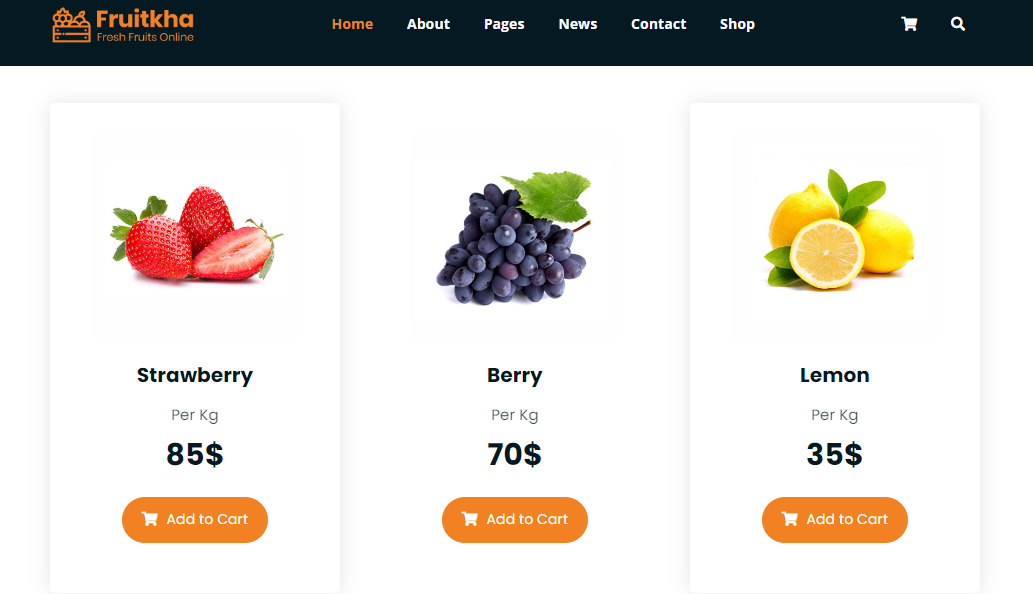 Fruitkha
Fresh Fruits Online
Home About Pages News Contact Shop
Strawberry
Per Kg
85$
Add to Cart
Berry
Per Kg
70$
Add to Cart
Lemon
Per Kg
35$
Add to Cart